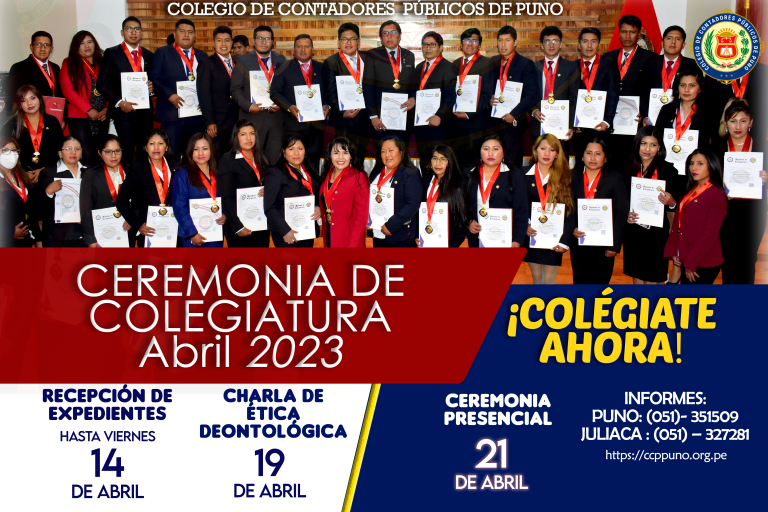 COLEGIO DE CONTADORES PÚBLICOS DE PUNO
CEREMONIA DE
COLEGIATURA
Abril 2023
¡COLÉGIATE
AHORA!
RECEPCIÓN DE
EXPEDIENTES
HASTA VIERNES
14
DE ABRIL
CHARLA DE
ÉTICA
DEONTOLÓGICA
19
DE ABRIL
CEREMONIA
PRESENCIAL
21
DE ABRIL
INFORMES:
PUNO: (051)- 351509
JULIACA : (051) – 327281
https://ccppuno.org.pe